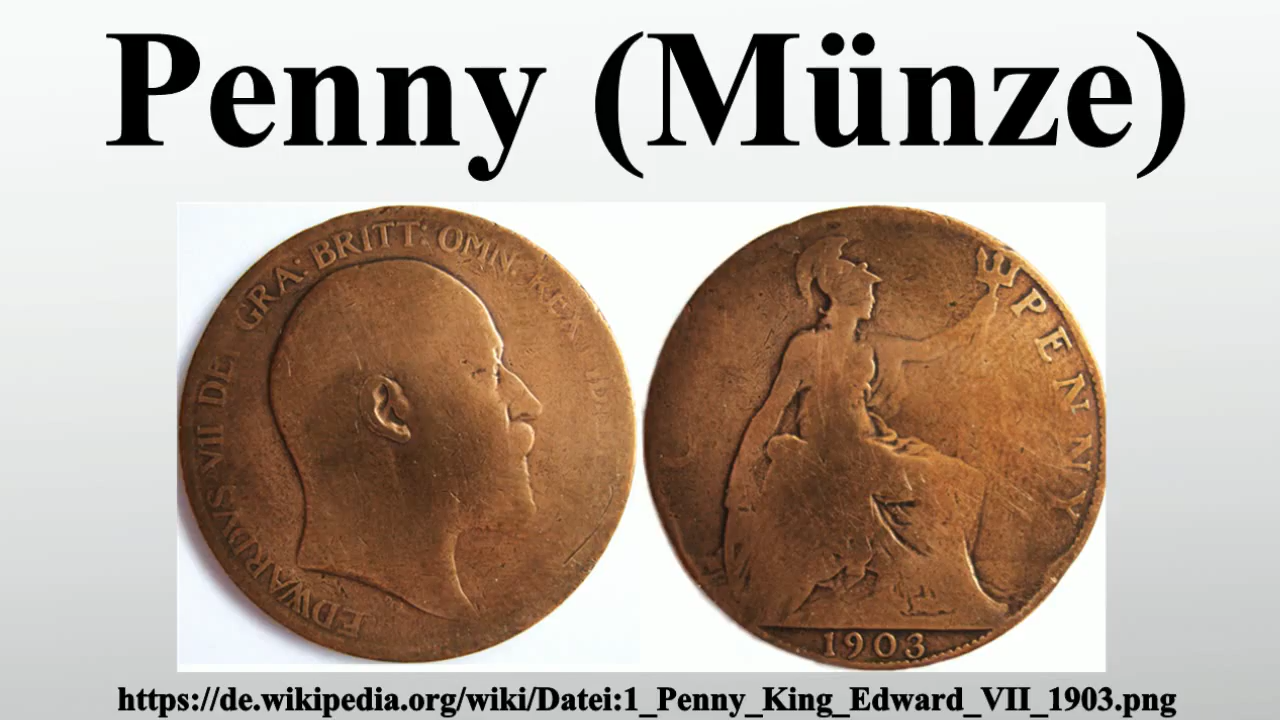 Penny (Münze)
EDWARDVS VII DEI GRA: BRITT: OMN: REX
PENNY
1903
https://de.wikipedia.org/wiki/Datei:1_Penny_King_Edward_VII_1903.png